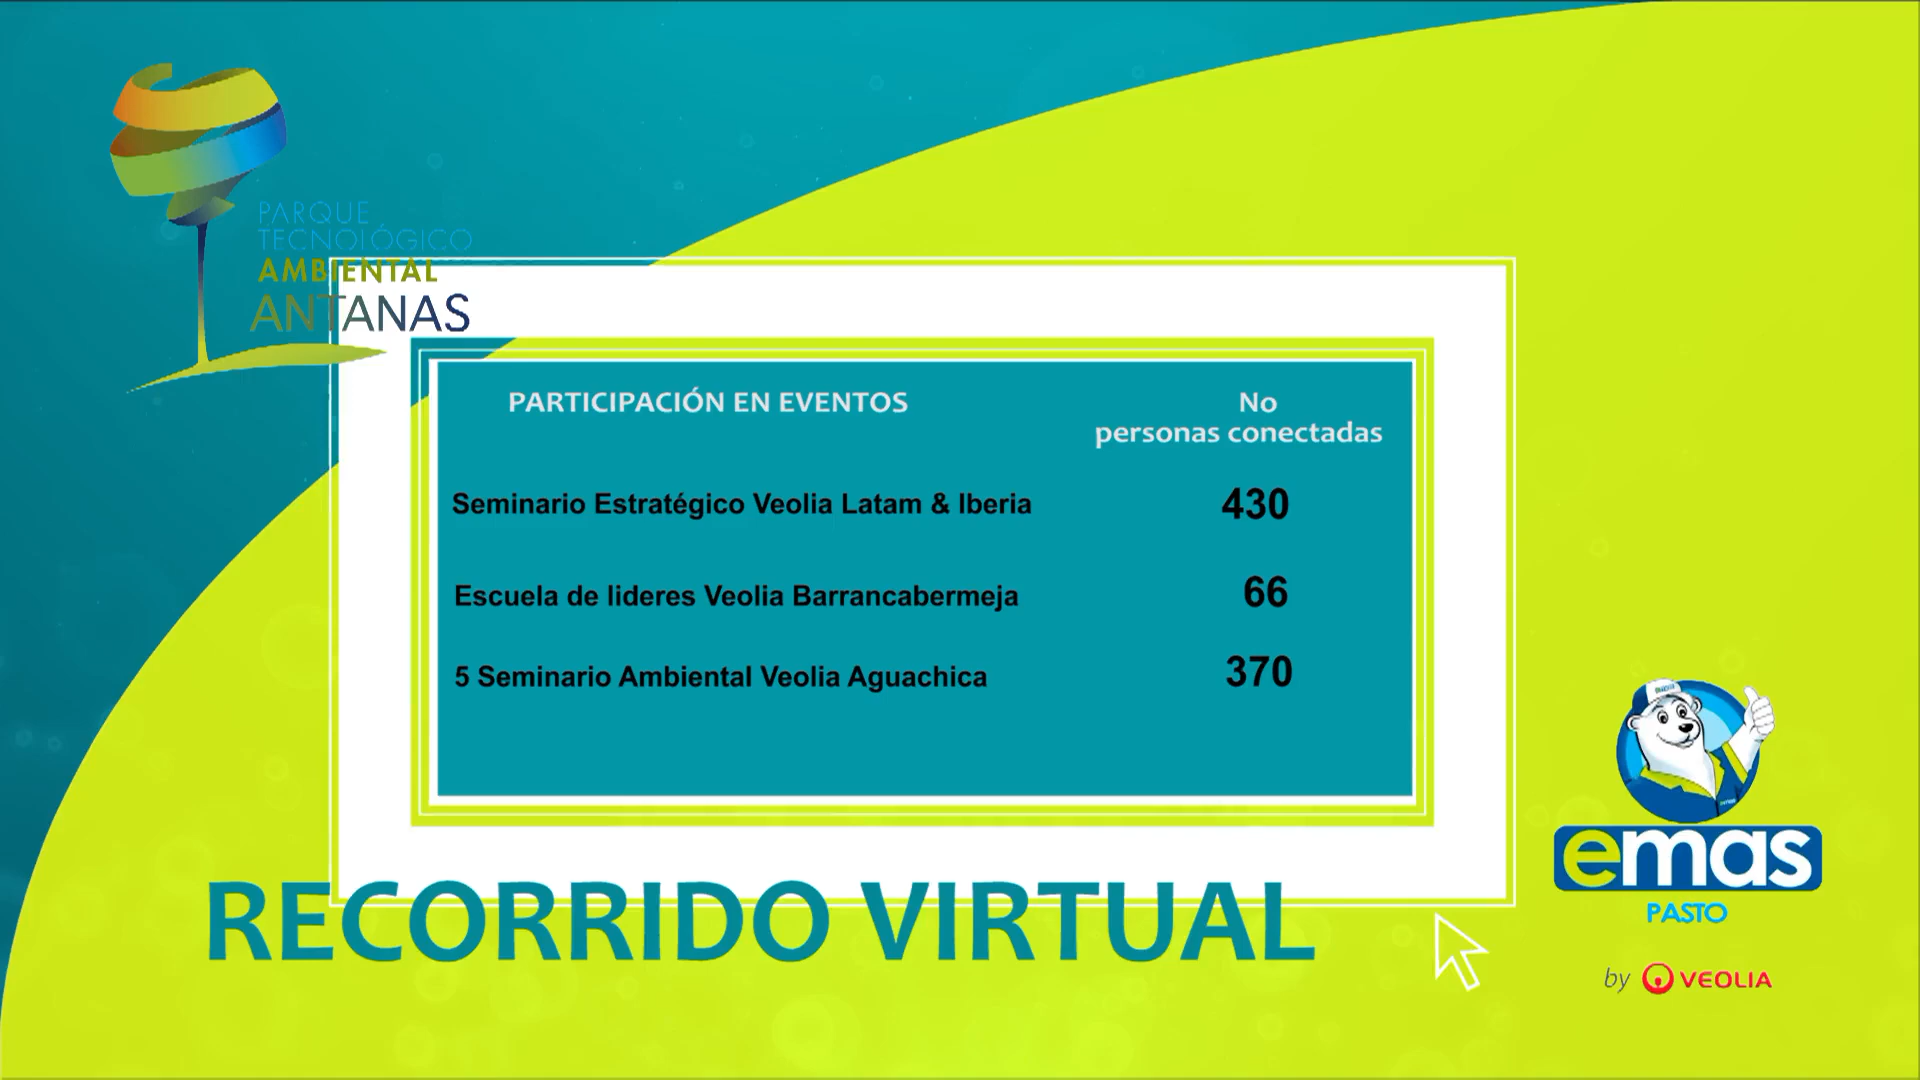 PARQUE
TECNOLÓGICO
AMBIENTAL
ANTANAS
PARTICIPACIÓN EN EVENTOS
No
personas conectadas
Seminario Estratégico Veolia Latam & Iberia 430
Escuela de lideres Veolia Barrancabermeja 66
5 Seminario Ambiental Veolia Aguachica 370
RECORRIDO VIRTUAL
emas
PASTO
by VEOLIA